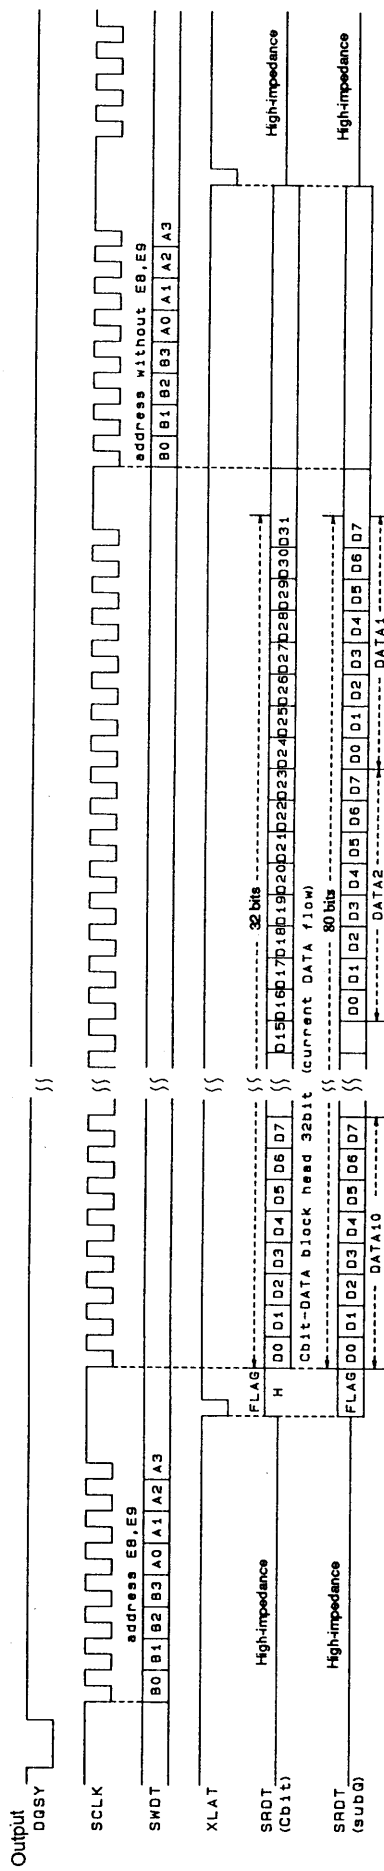 Output
DQSY
SCLK
address E8,E9
address without E8,E9
SWDT
B0 B1 B2 B3 A0 A1 A2 A3
B0 B1 B2 B3 A0 A1 A2 A3
XLAT
FLAG
32 bits
SRDT
(Cbit)
High-impedance
H
D0 D1 D2 D3 D4 D5 D6 D7
D15 D16 D17 D18 D19 D20 D21 D22 D23 D24 D25 D26 D27 D28 D29 D30 D31
High-impedance
Cbit-DATA block head 32bit (current DATA flow)
80 bits
SRDT
(subQ)
High-impedance
FLAG D0 D1 D2 D3 D4 D5 D6 D7
D0 D1 D2 D3 D4 D5 D6 D7 D0 D1 D2 D3 D4 D5 D6 D7
High-impedance
DATA10
DATA2
DATA1